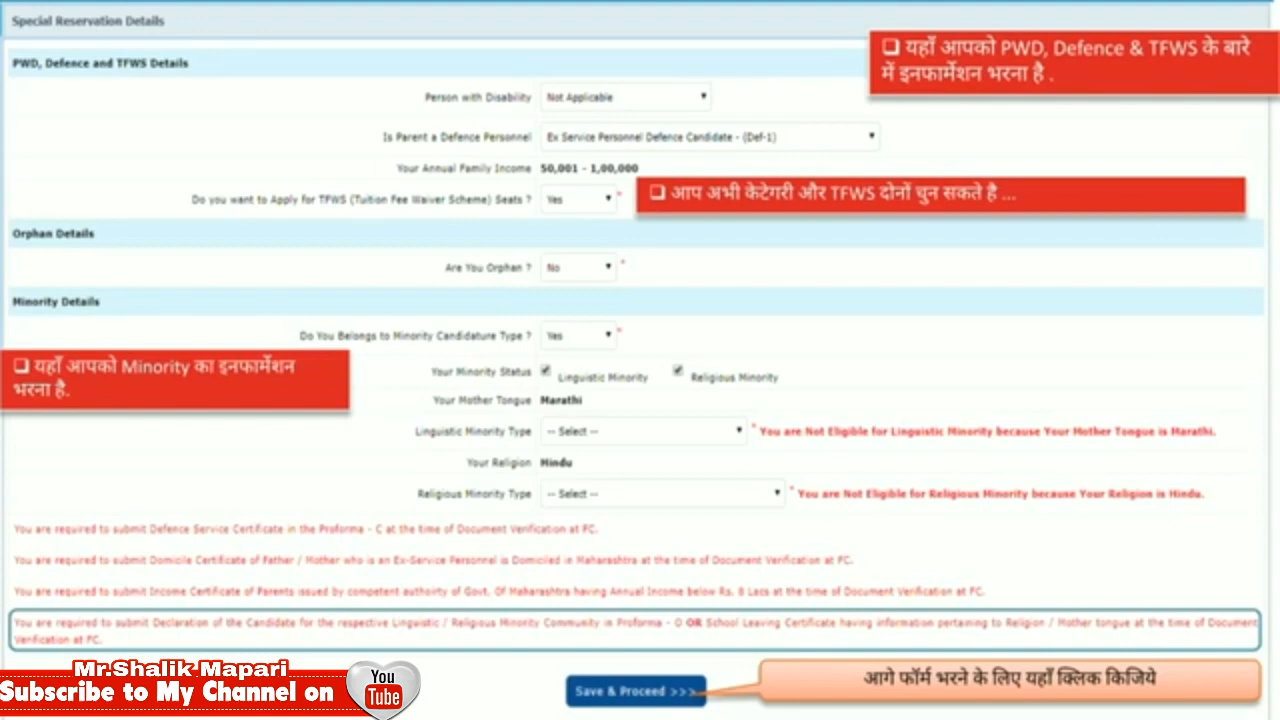 Special Reservation Details
❑ यहाँ आपको PWD, Defence & TFWS के बारे
में इनफार्मेशन भरना है .
PWD, Defence and TFWS Details
Person with Disability Not Applicable
Is Parent a Defence Personnel Ex Service Personnel Defence Candidate - (Def-1)
Your Annual Family Income 50,001 - 1,00,000
Do you want to Apply for TFWS (Tuition Fee Waiver Scheme) Seats ? Yes *
❑ आप अभी केटेगरी और TFWS दोनों चुन सकते है ...
Orphan Details
Are You Orphan ? No *
Minority Details
Do You Belongs to Minority Candidature Type ? Yes *
❑ यहाँ आपको Minority का इनफार्मेशन
भरना है.
Your Minority Status Linguistic Minority Religious Minority
Your Mother Tongue Marathi
Linguistic Minority Type -- Select -- * You are Not Eligible for Linguistic Minority because Your Mother Tongue is Marathi.
Your Religion Hindu
Religious Minority Type -- Select -- * You are Not Eligible for Religious Minority because Your Religion is Hindu.
You are required to submit Defence Service Certificate in the Proforma - C at the time of Document Verification at FC.
You are required to submit Domicile Certificate of Father / Mother who is an Ex-Service Personnel is Domiciled in Maharashtra at the time of Document Verification at FC.
You are required to submit Income Certificate of Parents issued by competent authoirty of Govt. Of Maharashtra having Annual Income below Rs. 8 Lacs at the time of Document Verification at FC.
You are required to submit Declaration of the Candidate for the respective Linguistic / Religious Minority Community in Proforma - O OR School Leaving Certificate having information pertaining to Religion / Mother tongue at the time of Document
Verification at FC.
Mr.Shalik Mapari
Subscribe to My Channel on
You
Tube
Save & Proceed >>>
आगे फॉर्म भरने के लिए यहाँ क्लिक किजिये